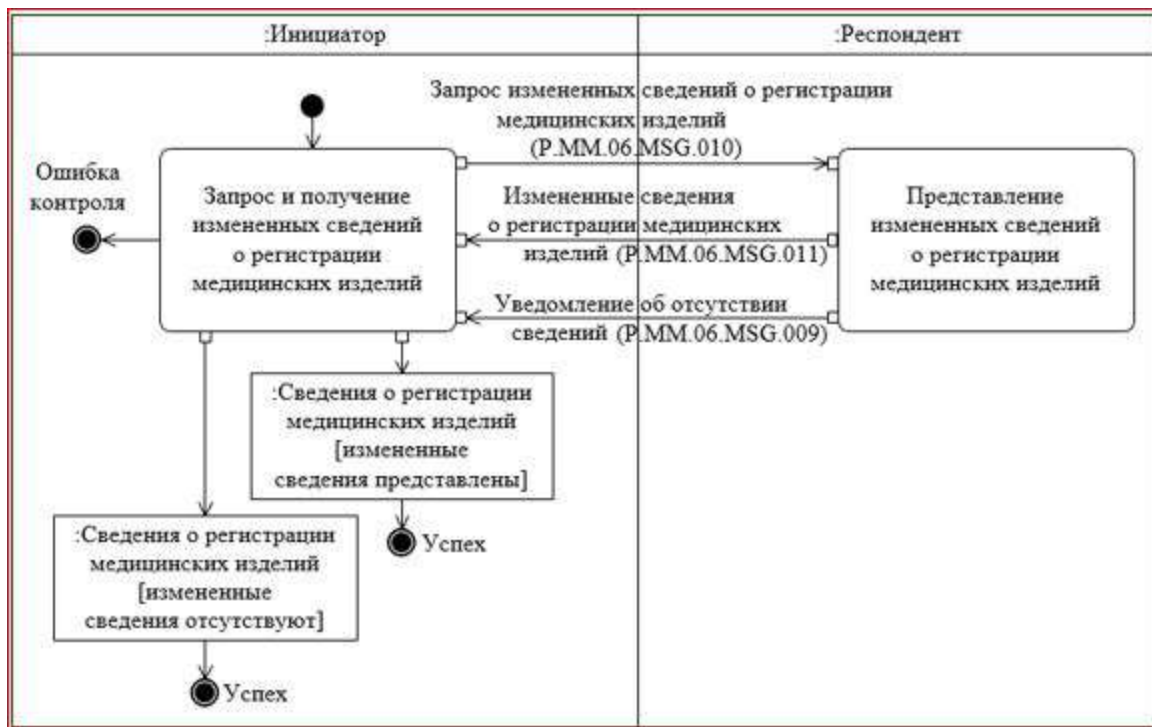 :Инициатор
:Респондент
Запрос измененных сведений о регистрации
медицинских изделий
(P.MM.06.MSG.010)
Ошибка
контроля
Запрос и получение
измененных сведений
о регистрации
медицинских изделий
Измененные сведения
о регистрации медицинских
изделий (P.MM.06.MSG.011)
Представление
измененных сведений
о регистрации
медицинских изделий
Уведомление об отсутствии
сведений (P.MM.06.MSG.009)
:Сведения о регистрации
медицинских изделий
[измененные
сведения представлены]
Успех
:Сведения о регистрации
медицинских изделий
[измененные
сведения отсутствуют]
Успех